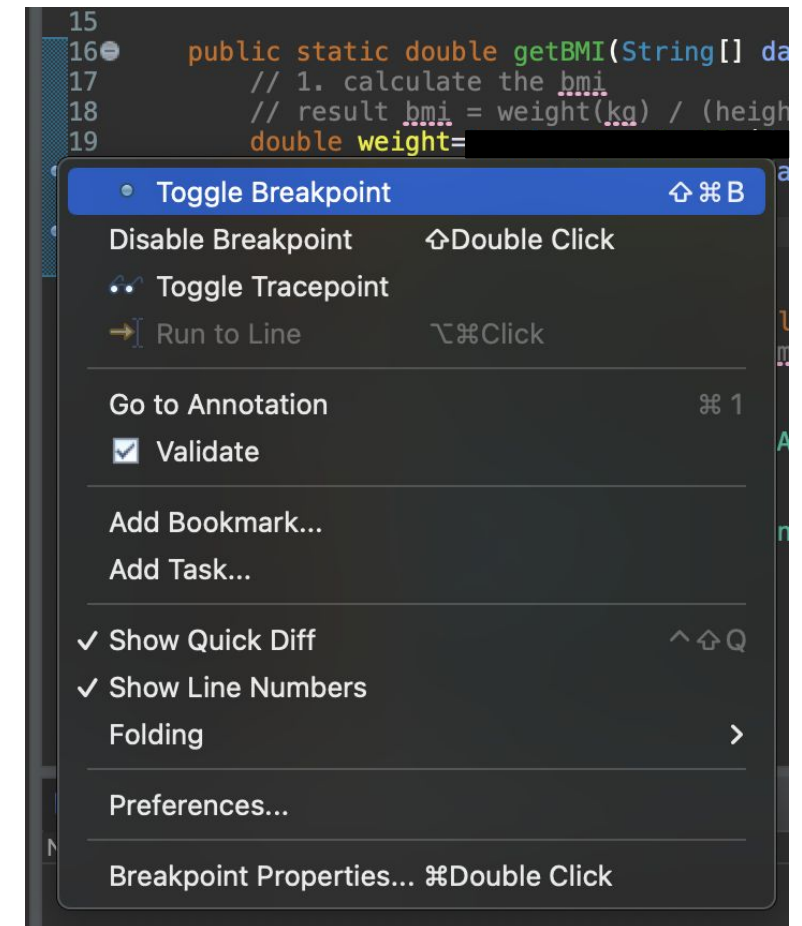 15
16 public static double getBMI(String[] da
17 // 1. calculate the bmi
18 // result bmi = weight(kg) / (heigh
19 double weight=
a
Toggle Breakpoint ⇧⌘B
Disable Breakpoint ⇧Double Click
Toggle Tracepoint
Run to Line ⌥⌘Click
Go to Annotation ⌘1
Validate
Add Bookmark...
Add Task...
Show Quick Diff ^⇧Q
Show Line Numbers
Folding
Preferences...
Breakpoint Properties... ⌘Double Click